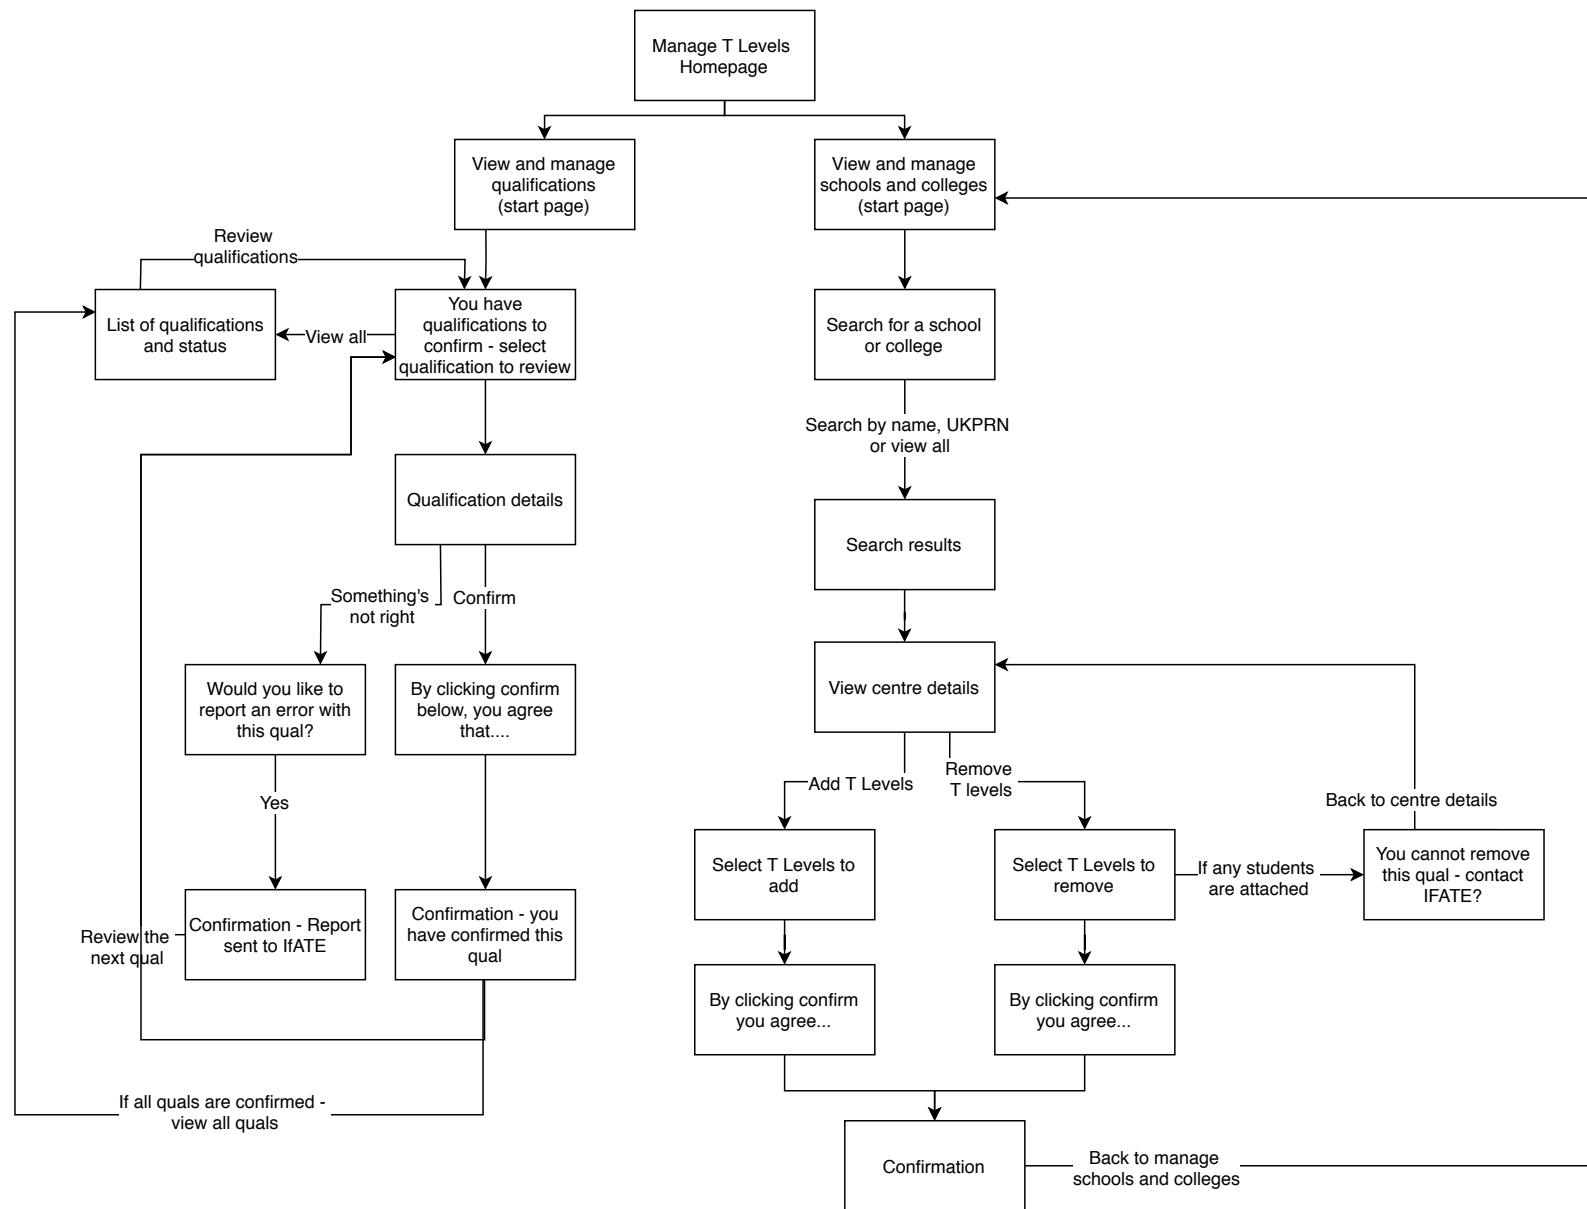 Manage T Levels
Homepage
View and manage
qualifications
(start page)
View and manage
schools and colleges
(start page)
Review
qualifications
List of qualifications
and status
View all
You have
qualifications to
confirm - select
qualification to review
Search for a school
or college
Search by name, UKPRN
or view all
Qualification details
Search results
Something's
not right
Confirm
Would you like to
report an error with
this qual?
By clicking confirm
below, you agree
that....
View centre details
Yes
Add T Levels
Remove
T levels
Back to centre details
Select T Levels to
add
Select T Levels to
remove
If any students
are attached
You cannot remove
this qual - contact
IFATE?
Review the
next qual
Confirmation - Report
sent to IfATE
Confirmation - you
have confirmed this
qual
By clicking confirm
you agree...
By clicking confirm
you agree...
If all quals are confirmed -
view all quals
Confirmation
Back to manage
schools and colleges